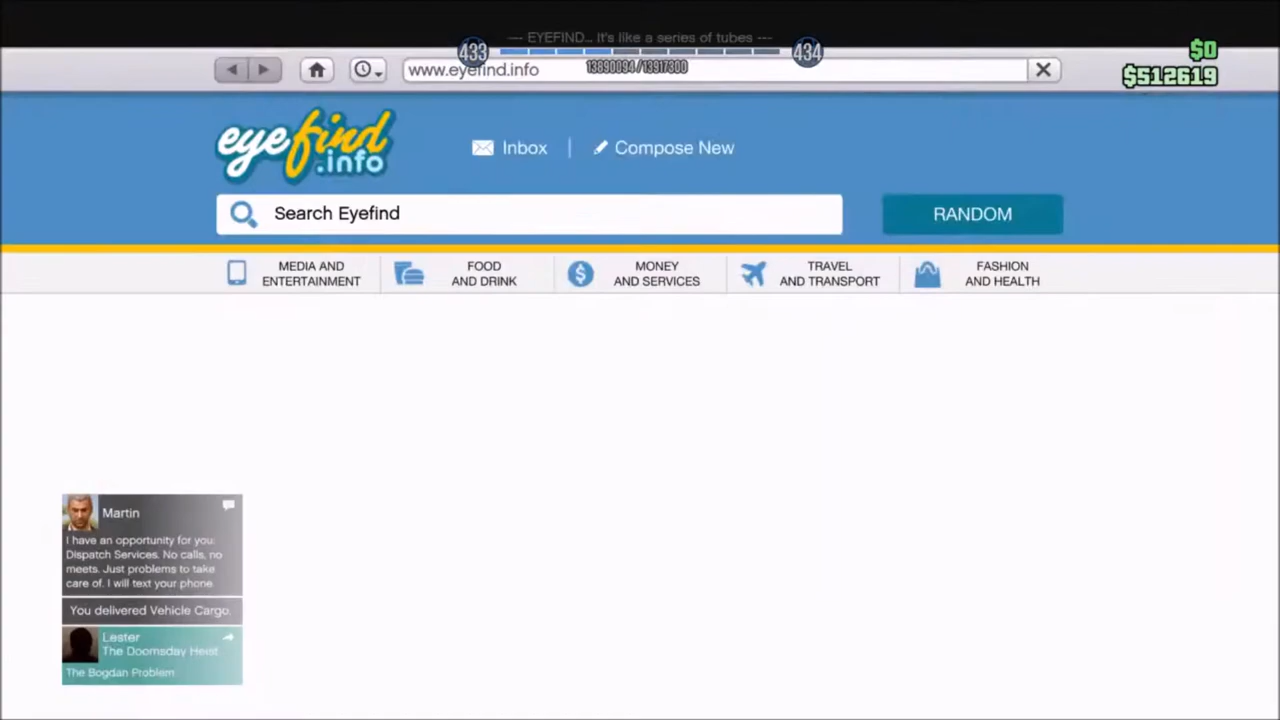 --- EYEFIND... It's like a series of tubes ---
433
434
13890094/13917300
$0
$512619
www.eyefind.info
eyefind
.info
Inbox
Compose New
Search Eyefind
RANDOM
MEDIA AND
ENTERTAINMENT
FOOD
AND DRINK
MONEY
AND SERVICES
TRAVEL
AND TRANSPORT
FASHION
AND HEALTH
Martin
I have an opportunity for you:
Dispatch Services. No calls, no
meets. Just problems to take
care of. I will text your phone
You delivered Vehicle Cargo.
Lester
The Doomsday Heist
The Bogdan Problem